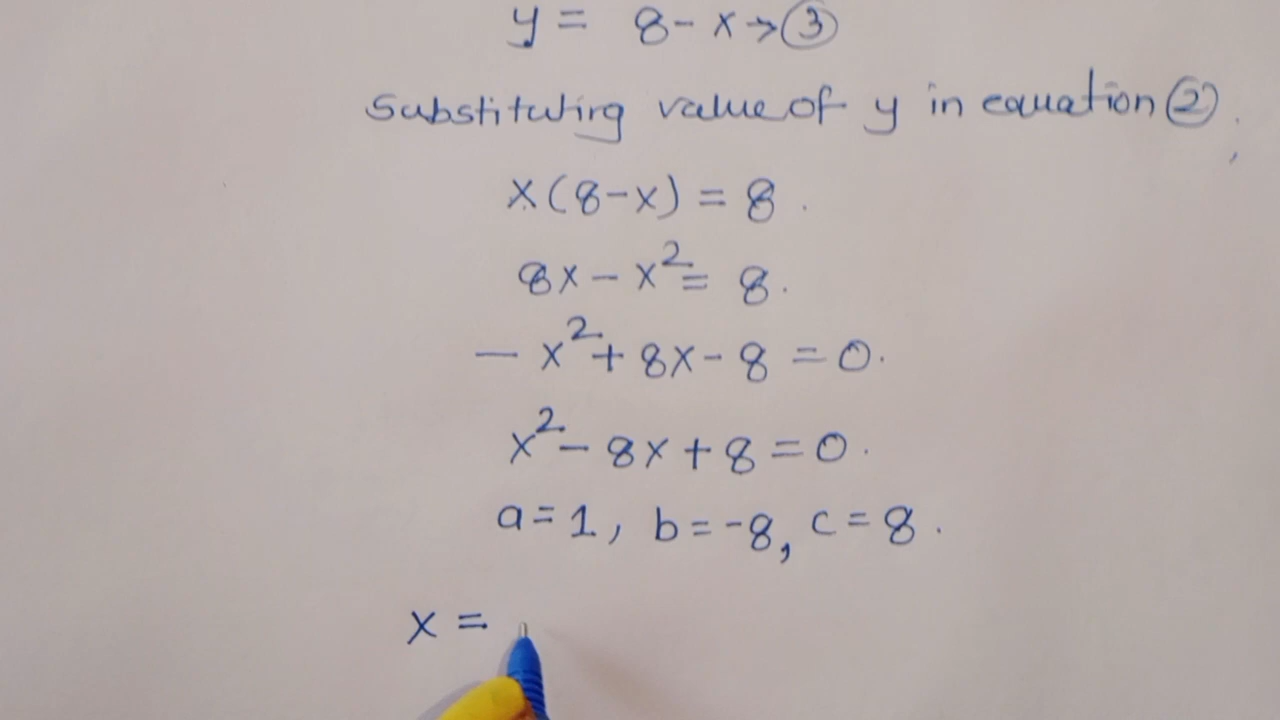 y = 8 - x → ③
Substituting value of y in equation ②.
x(8-x) = 8.
8x - x² = 8.
- x² + 8x - 8 = 0.
x² - 8x + 8 = 0.
a = 1, b = -8, c = 8.
x =